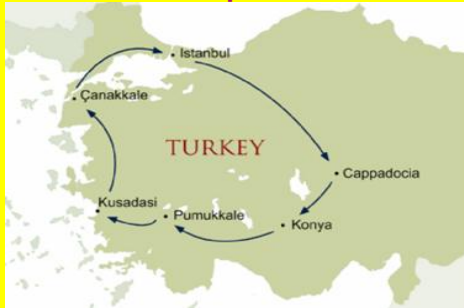 Istanbul
Çanakkale
TURKEY
Cappadocia
Kusadasi
Pumukkale
Konya